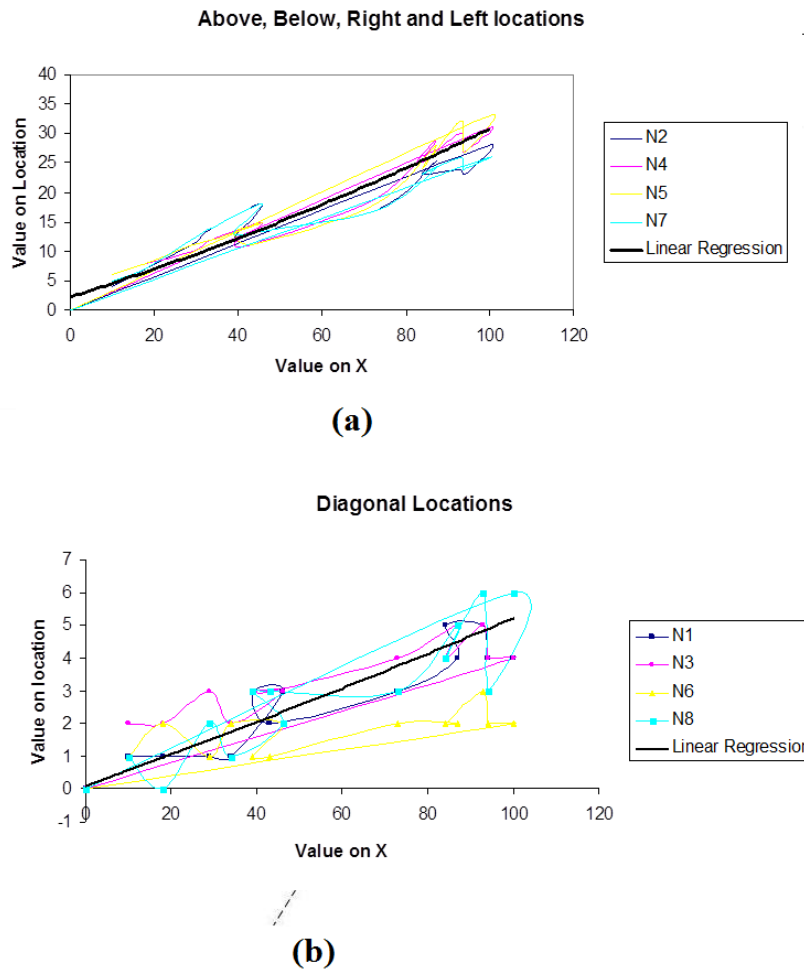 Above, Below, Right and Left locations
40
35
30
25
20
15
10
5
0
Value on Location
0 20 40 60 80 100 120
Value on X
N2
N4
N5
N7
Linear Regression
(a)
Diagonal Locations
7
6
5
4
3
2
1
0
-1
Value on location
0 20 40 60 80 100 120
Value on X
N1
N3
N6
N8
Linear Regression
(b)